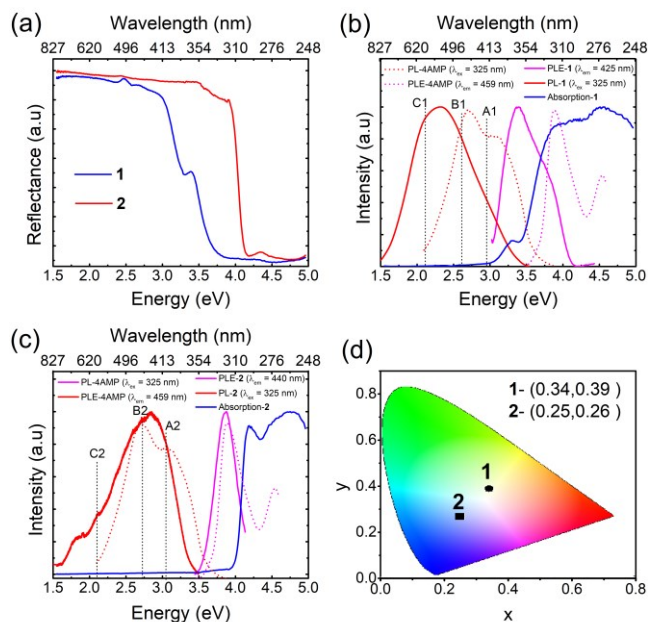 (a)
Wavelength (nm)
827 620 496 413 354 310 276 248
Reflectance (a.u)
1
2
1.5 2.0 2.5 3.0 3.5 4.0 4.5 5.0
Energy (eV)
(b)
Wavelength (nm)
827 620 496 413 354 310 276 248
PL-4AMP (λex = 325 nm)
PLE-4AMP (λem = 459 nm)
PLE-1 (λem = 425 nm)
PL-1 (λex = 325 nm)
Absorption-1
C1 B1 A1
Intensity (a.u)
1.5 2.0 2.5 3.0 3.5 4.0 4.5 5.0
Energy (eV)
(c)
Wavelength (nm)
827 620 496 413 354 310 276 248
PL-4AMP (λex = 325 nm)
PLE-4AMP (λem = 459 nm)
PLE-2 (λem = 440 nm)
PL-2 (λex = 325 nm)
Absorption-2
C2 B2 A2
Intensity (a.u)
1.5 2.0 2.5 3.0 3.5 4.0 4.5 5.0
Energy (eV)
(d)
1- (0.34,0.39 )
2- (0.25,0.26 )
1
2
y
0.8
0.6
0.4
0.2
0.0
0.0 0.2 0.4 0.6 0.8
x